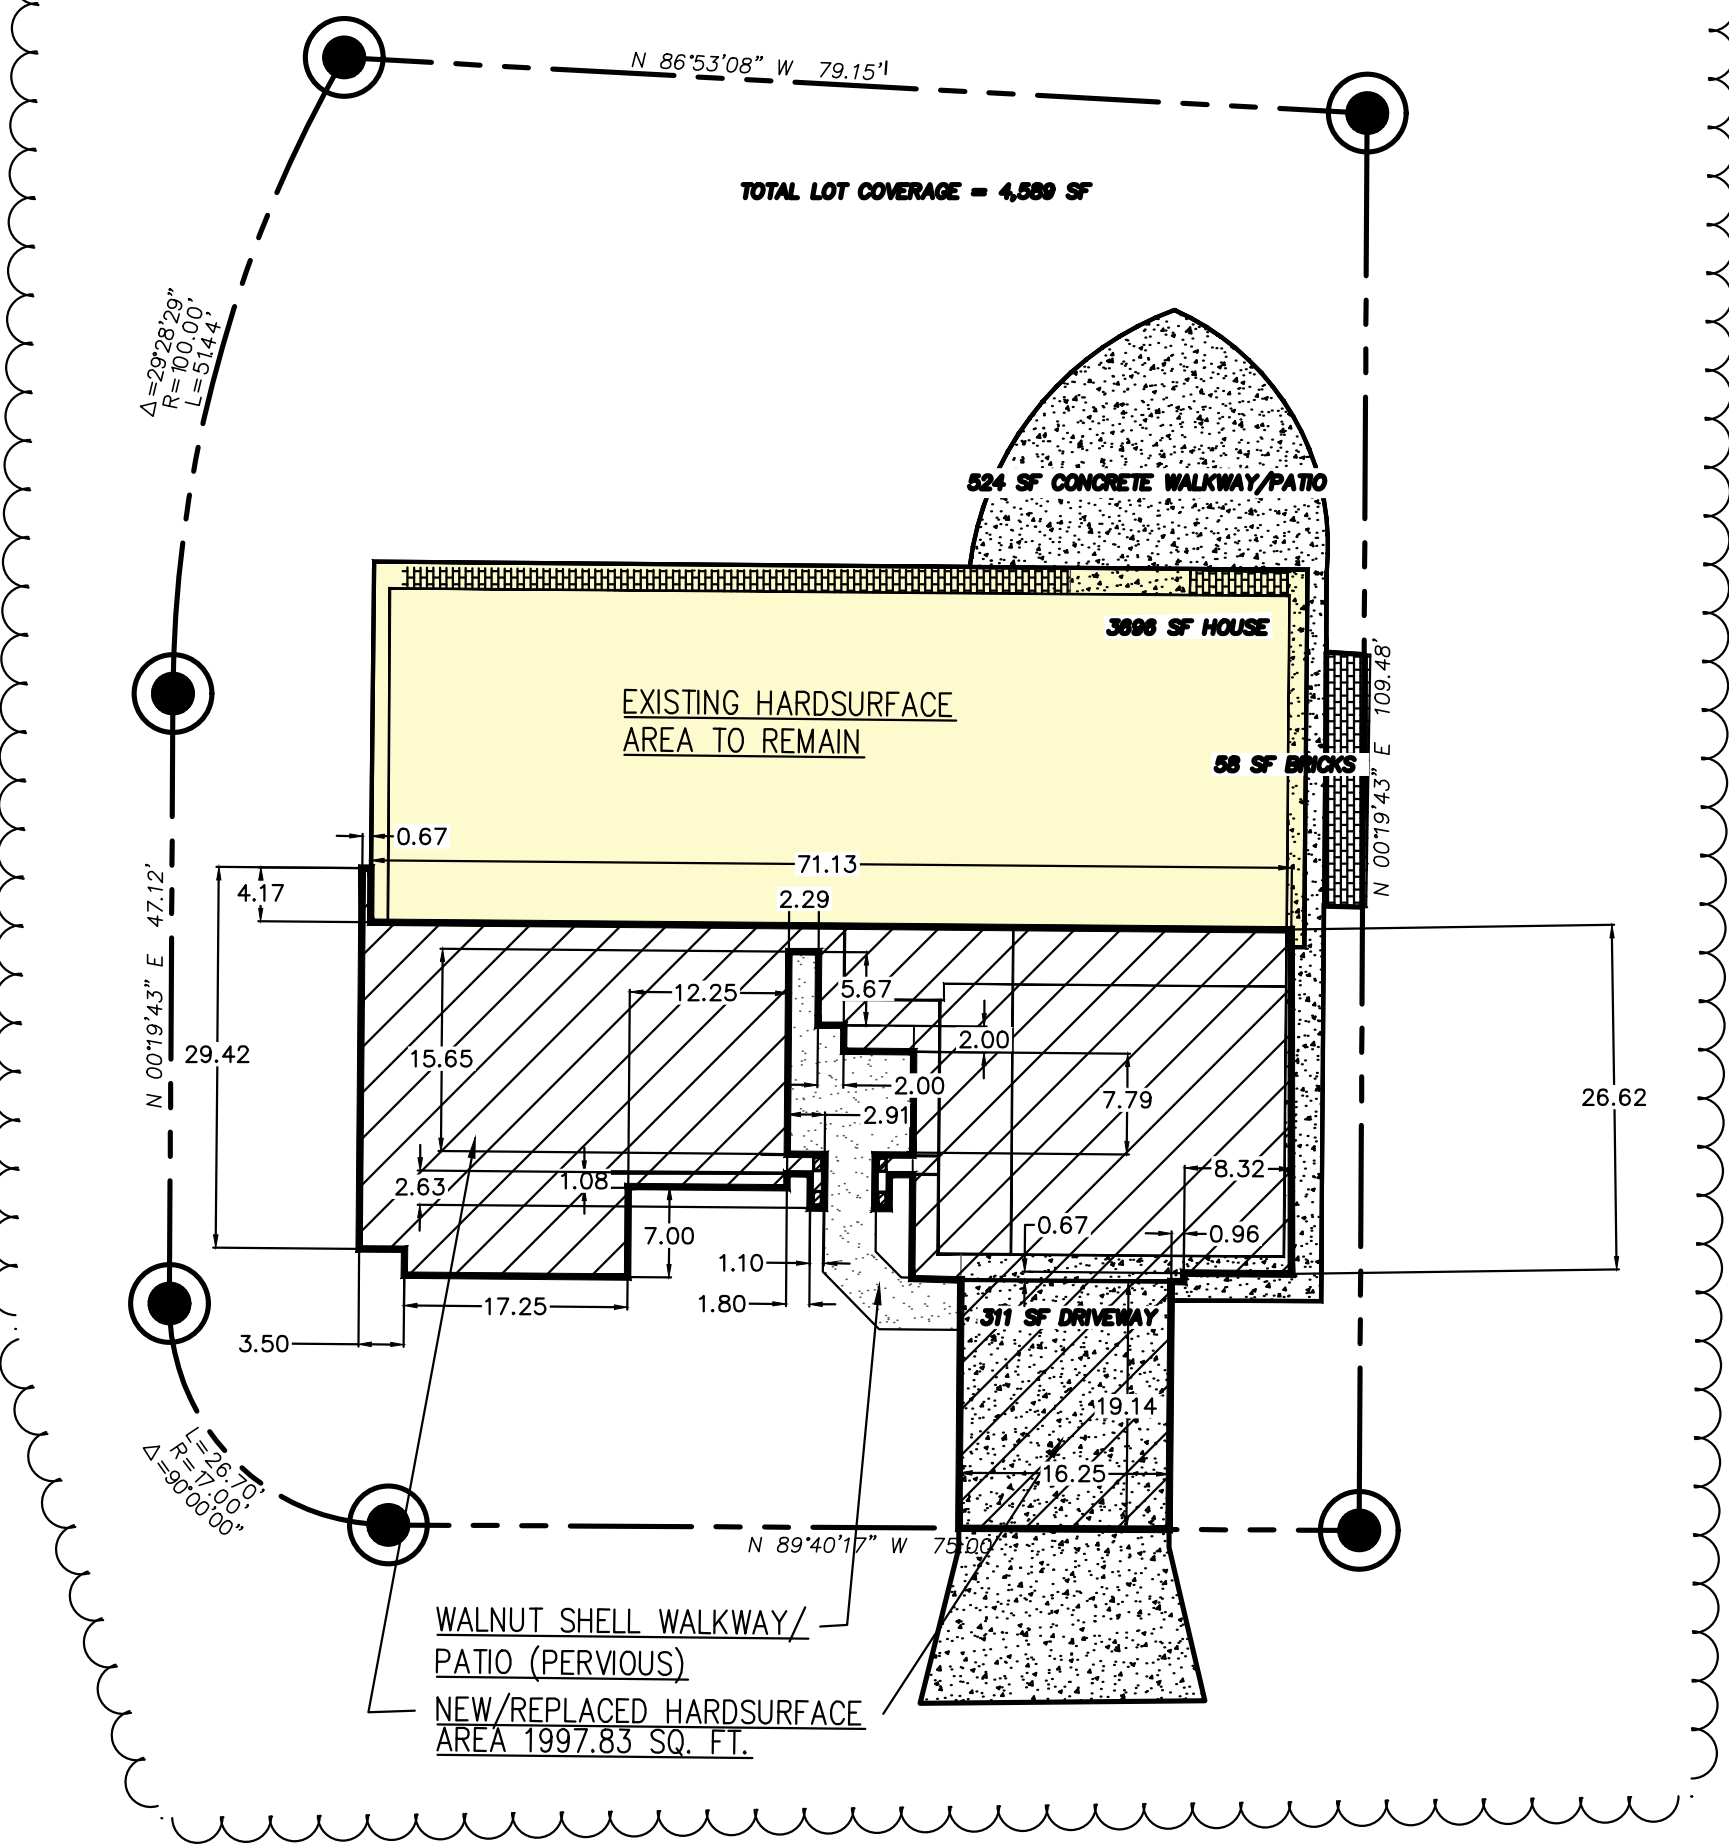 N 86°53'08" W 79.15'
TOTAL LOT COVERAGE = 4,589 SF
Δ=29°28'29"
R=100.00'
L=51.44'
524 SF CONCRETE WALKWAY/PATIO
3696 SF HOUSE
EXISTING HARDSURFACE
AREA TO REMAIN
58 SF BRICKS
N 00°19'43" E 109.48'
0.67
71.13
4.17
2.29
N 00°19'43" E 47.12'
29.42
12.25
5.67
15.65
2.00
2.00
2.91
7.79
26.62
2.63
1.08
8.32
7.00
0.67
0.96
1.10
1.80
17.25
3.50
311 SF DRIVEWAY
19.14
16.25
L=26.70'
R=17.00'
Δ=90°00'00"
N 89°40'17" W 75.00
WALNUT SHELL WALKWAY/
PATIO (PERVIOUS)
NEW/REPLACED HARDSURFACE
AREA 1997.83 SQ. FT.